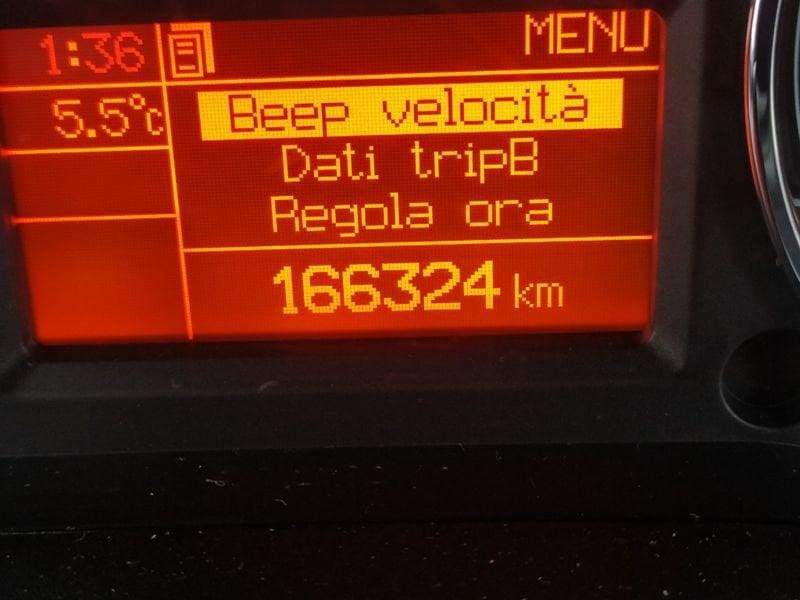 1:36
MENU
5.5°c
Beep velocità
Dati tripB
Regola ora
166324 km